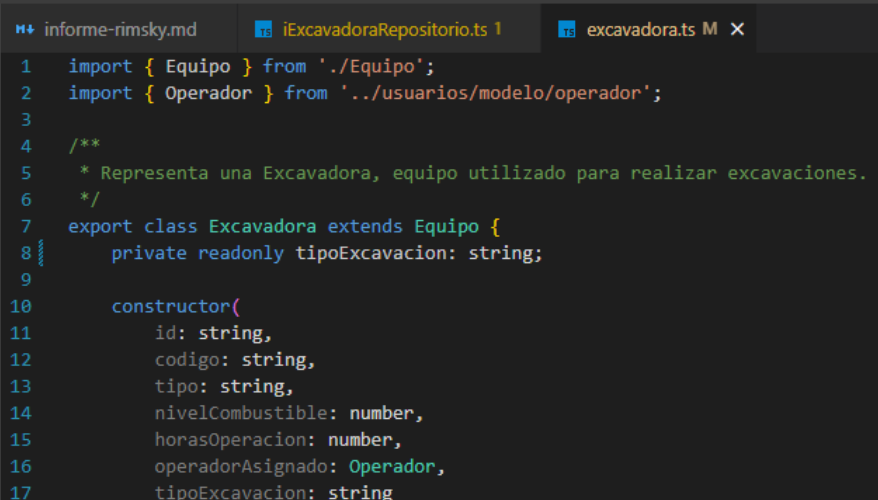 informe-rimsky.md iExcavadoraRepositorio.ts 1 excavadora.ts M
1 import { Equipo } from './Equipo';
2 import { Operador } from '../usuarios/modelo/operador';
3
4 /**
5 * Representa una Excavadora, equipo utilizado para realizar excavaciones.
6 */
7 export class Excavadora extends Equipo {
8 private readonly tipoExcavacion: string;
9
10 constructor(
11 id: string,
12 codigo: string,
13 tipo: string,
14 nivelCombustible: number,
15 horasOperacion: number,
16 operadorAsignado: Operador,
17 tipoExcavacion: string